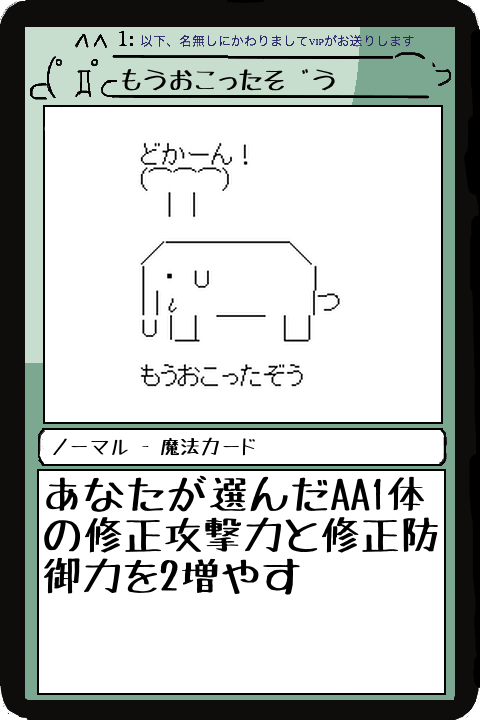 1: 以下、名無しにかわりましてVIPがお送りします
もうおこったぞう
どかーん！
もうおこったぞう
ノーマル - 魔法カード
あなたが選んだAA1体
の修正攻撃力と修正防
御力を2増やす